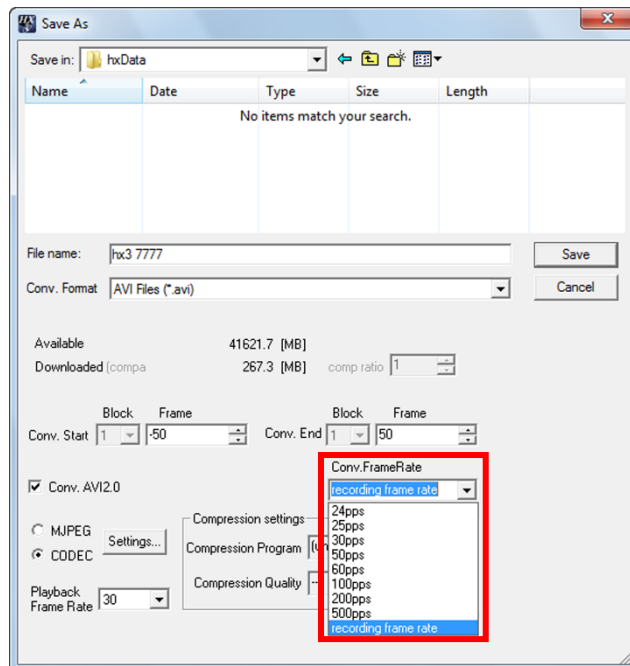 Save As
Save in: hxData
Name Date Type Size Length
No items match your search.
File name: hx3 7777 Save
Conv. Format AVI Files (*.avi) Cancel
Available 41621.7 [MB]
Downloaded (compa 267.3 [MB] comp ratio 1
Block Frame Block Frame
Conv. Start 1 -50 Conv. End 1 50
Conv.FrameRate
Conv. AVI2.0 recording frame rate
24pps
25pps
30pps
50pps
60pps
100pps
200pps
500pps
recording frame rate
MJPEG
CODEC
Settings...
Compression settings
Compression Program
Compression Quality --
Playback
Frame Rate 30